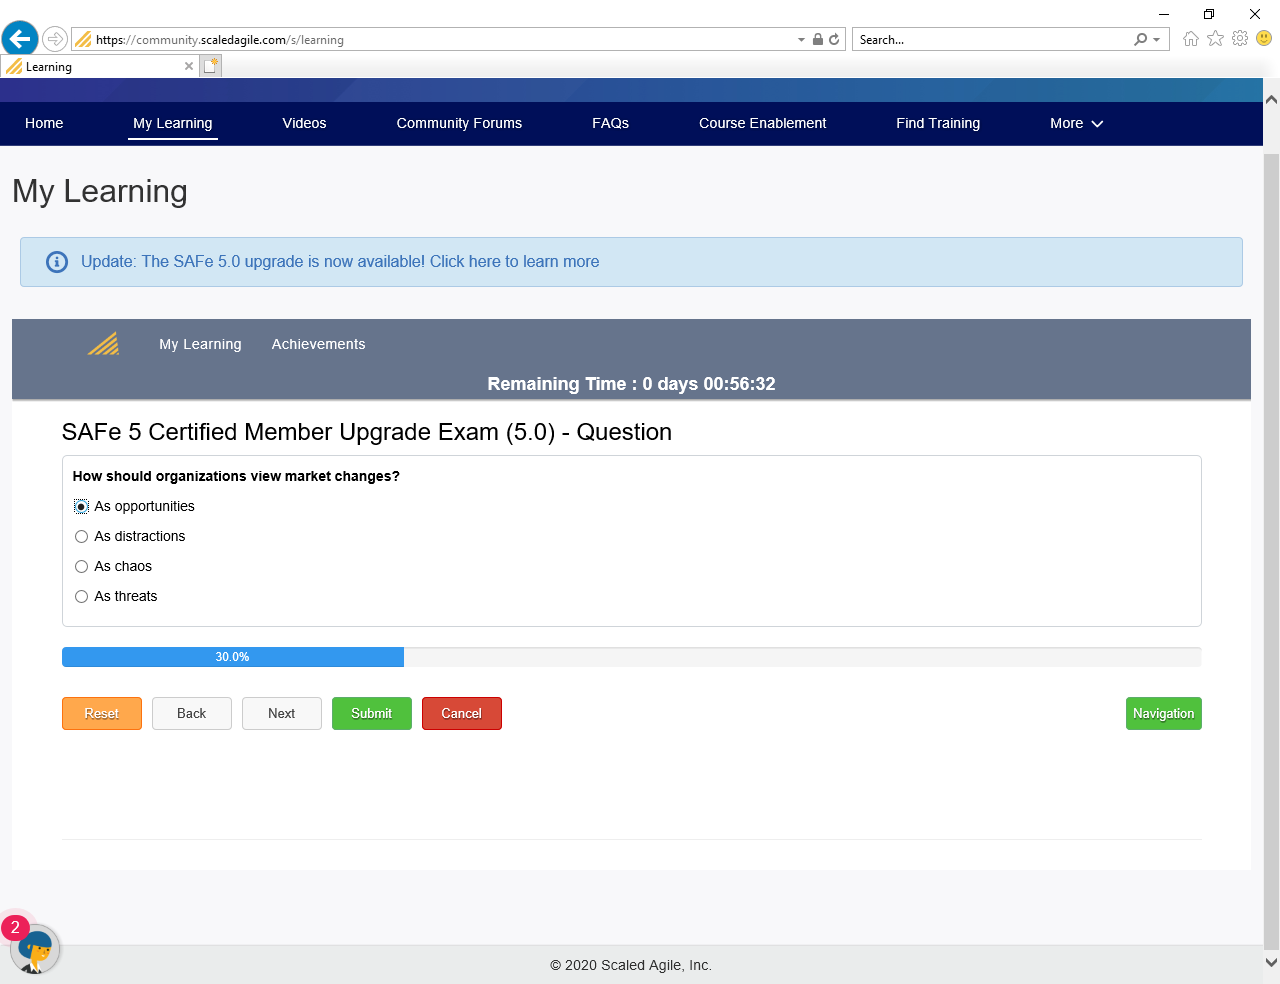 https://community.scaledagile.com/s/learning
Search...
Learning
Home My Learning Videos Community Forums FAQs Course Enablement Find Training More
My Learning
Update: The SAFe 5.0 upgrade is now available! Click here to learn more
My Learning Achievements
Remaining Time : 0 days 00:56:32
SAFe 5 Certified Member Upgrade Exam (5.0) - Question
How should organizations view market changes?
As opportunities
As distractions
As chaos
As threats
30.0%
Reset Back Next Submit Cancel Navigation
2
© 2020 Scaled Agile, Inc.